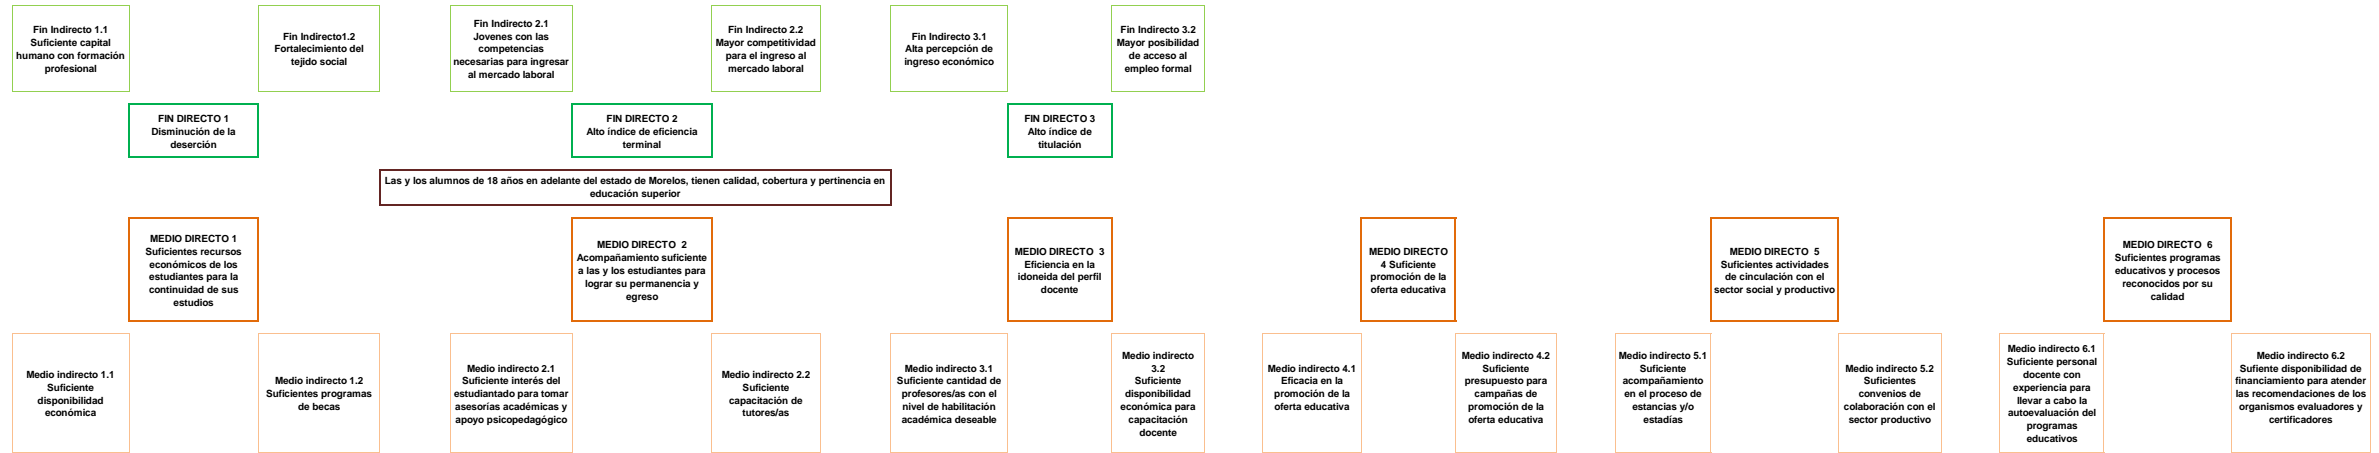 Fin Indirecto 1.1
Suficiente capital
humano con formación
profesional
Fin Indirecto1.2
Fortalecimiento del
tejido social
Fin Indirecto 2.1
Jovenes con las
competencias
necesarias para ingresar
al mercado laboral
Fin Indirecto 2.2
Mayor competitividad
para el ingreso al
mercado laboral
Fin Indirecto 3.1
Alta percepción de
ingreso económico
Fin Indirecto 3.2
Mayor posibilidad
de acceso al
empleo formal
FIN DIRECTO 1
Disminución de la
deserción
FIN DIRECTO 2
Alto índice de eficiencia
terminal
FIN DIRECTO 3
Alto índice de
titulación
Las y los alumnos de 18 años en adelante del estado de Morelos, tienen calidad, cobertura y pertinencia en
educación superior
MEDIO DIRECTO 1
Suficientes recursos
económicos de los
estudiantes para la
continuidad de sus
estudios
MEDIO DIRECTO 2
Acompañamiento suficiente
a las y los estudiantes para
lograr su permanencia y
egreso
MEDIO DIRECTO 3
Eficiencia en la
idoneida del perfil
docente
MEDIO DIRECTO
4 Suficiente
promoción de la
oferta educativa
MEDIO DIRECTO 5
Suficientes actividades
de cinculación con el
sector social y productivo
MEDIO DIRECTO 6
Suficientes programas
educativos y procesos
reconocidos por su
calidad
Medio indirecto 1.1
Suficiente
disponibilidad
económica
Medio indirecto 1.2
Suficientes programas
de becas
Medio indirecto 2.1
Suficiente interés del
estudiantado para tomar
asesorías académicas y
apoyo psicopedagógico
Medio indirecto 2.2
Suficiente
capacitación de
tutores/as
Medio indirecto 3.1
Suficiente cantidad de
profesores/as con el
nivel de habilitación
académica deseable
Medio indirecto
3.2
Suficiente
disponibilidad
económica para
capacitación
docente
Medio indirecto 4.1
Eficacia en la
promoción de la
oferta educativa
Medio indirecto 4.2
Suficiente
presupuesto para
campañas de
promoción de la
oferta educativa
Medio indirecto 5.1
Suficiente
acompañamiento
en el proceso de
estancias y/o
estadías
Medio indirecto 5.2
Suficientes
convenios de
colaboración con el
sector productivo
Medio indirecto 6.1
Suficiente personal
docente con
experiencia para
llevar a cabo la
autoevaluación del
programas
educativos
Medio indirecto 6.2
Sufiente disponibilidad de
financiamiento para atender
las recomendaciones de los
organismos evaluadores y
certificadores